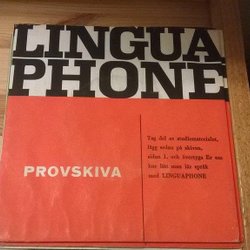 LINGUA
PHONE
PROVSKIVA
Tag del av studiematerialet,
lägg sedan på skivan,
sidan 1, och övertyga Er om
hur lätt man lär språk
med LINGUAPHONE